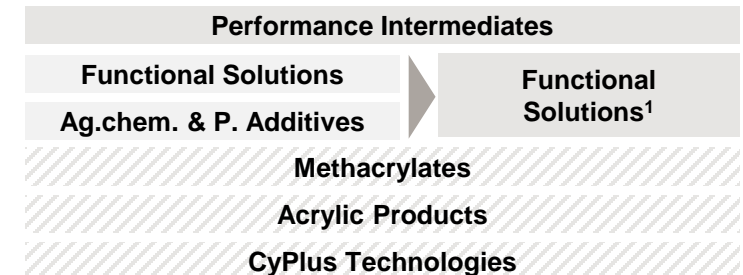 Performance Intermediates
Functional Solutions
Ag.chem. & P. Additives
Functional
Solutions¹
Methacrylates
Acrylic Products
CyPlus Technologies